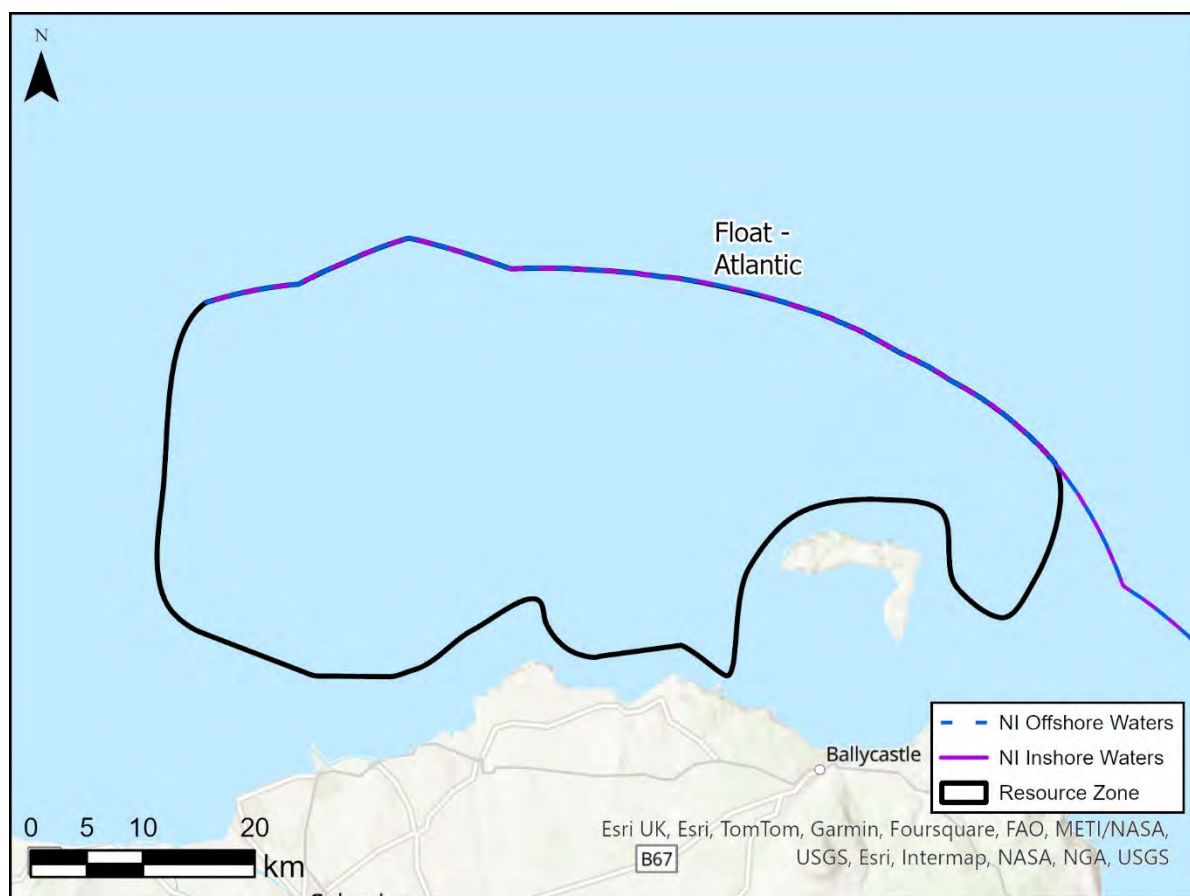 N
Float -
Atlantic
Ballycastle
NI Offshore Waters
NI Inshore Waters
Resource Zone
0 5 10 20
km
Esri UK, Esri, TomTom, Garmin, Foursquare, FAO, METI/NASA,
USGS, Esri, Intermap, NASA, NGA, USGS
B67